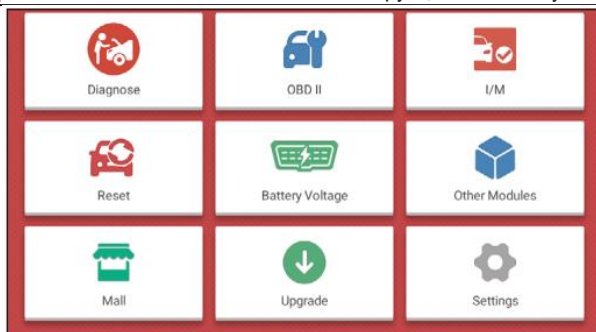 Diagnose
OBD II
I/M
Reset
Battery Voltage
Other Modules
Mall
Upgrade
Settings